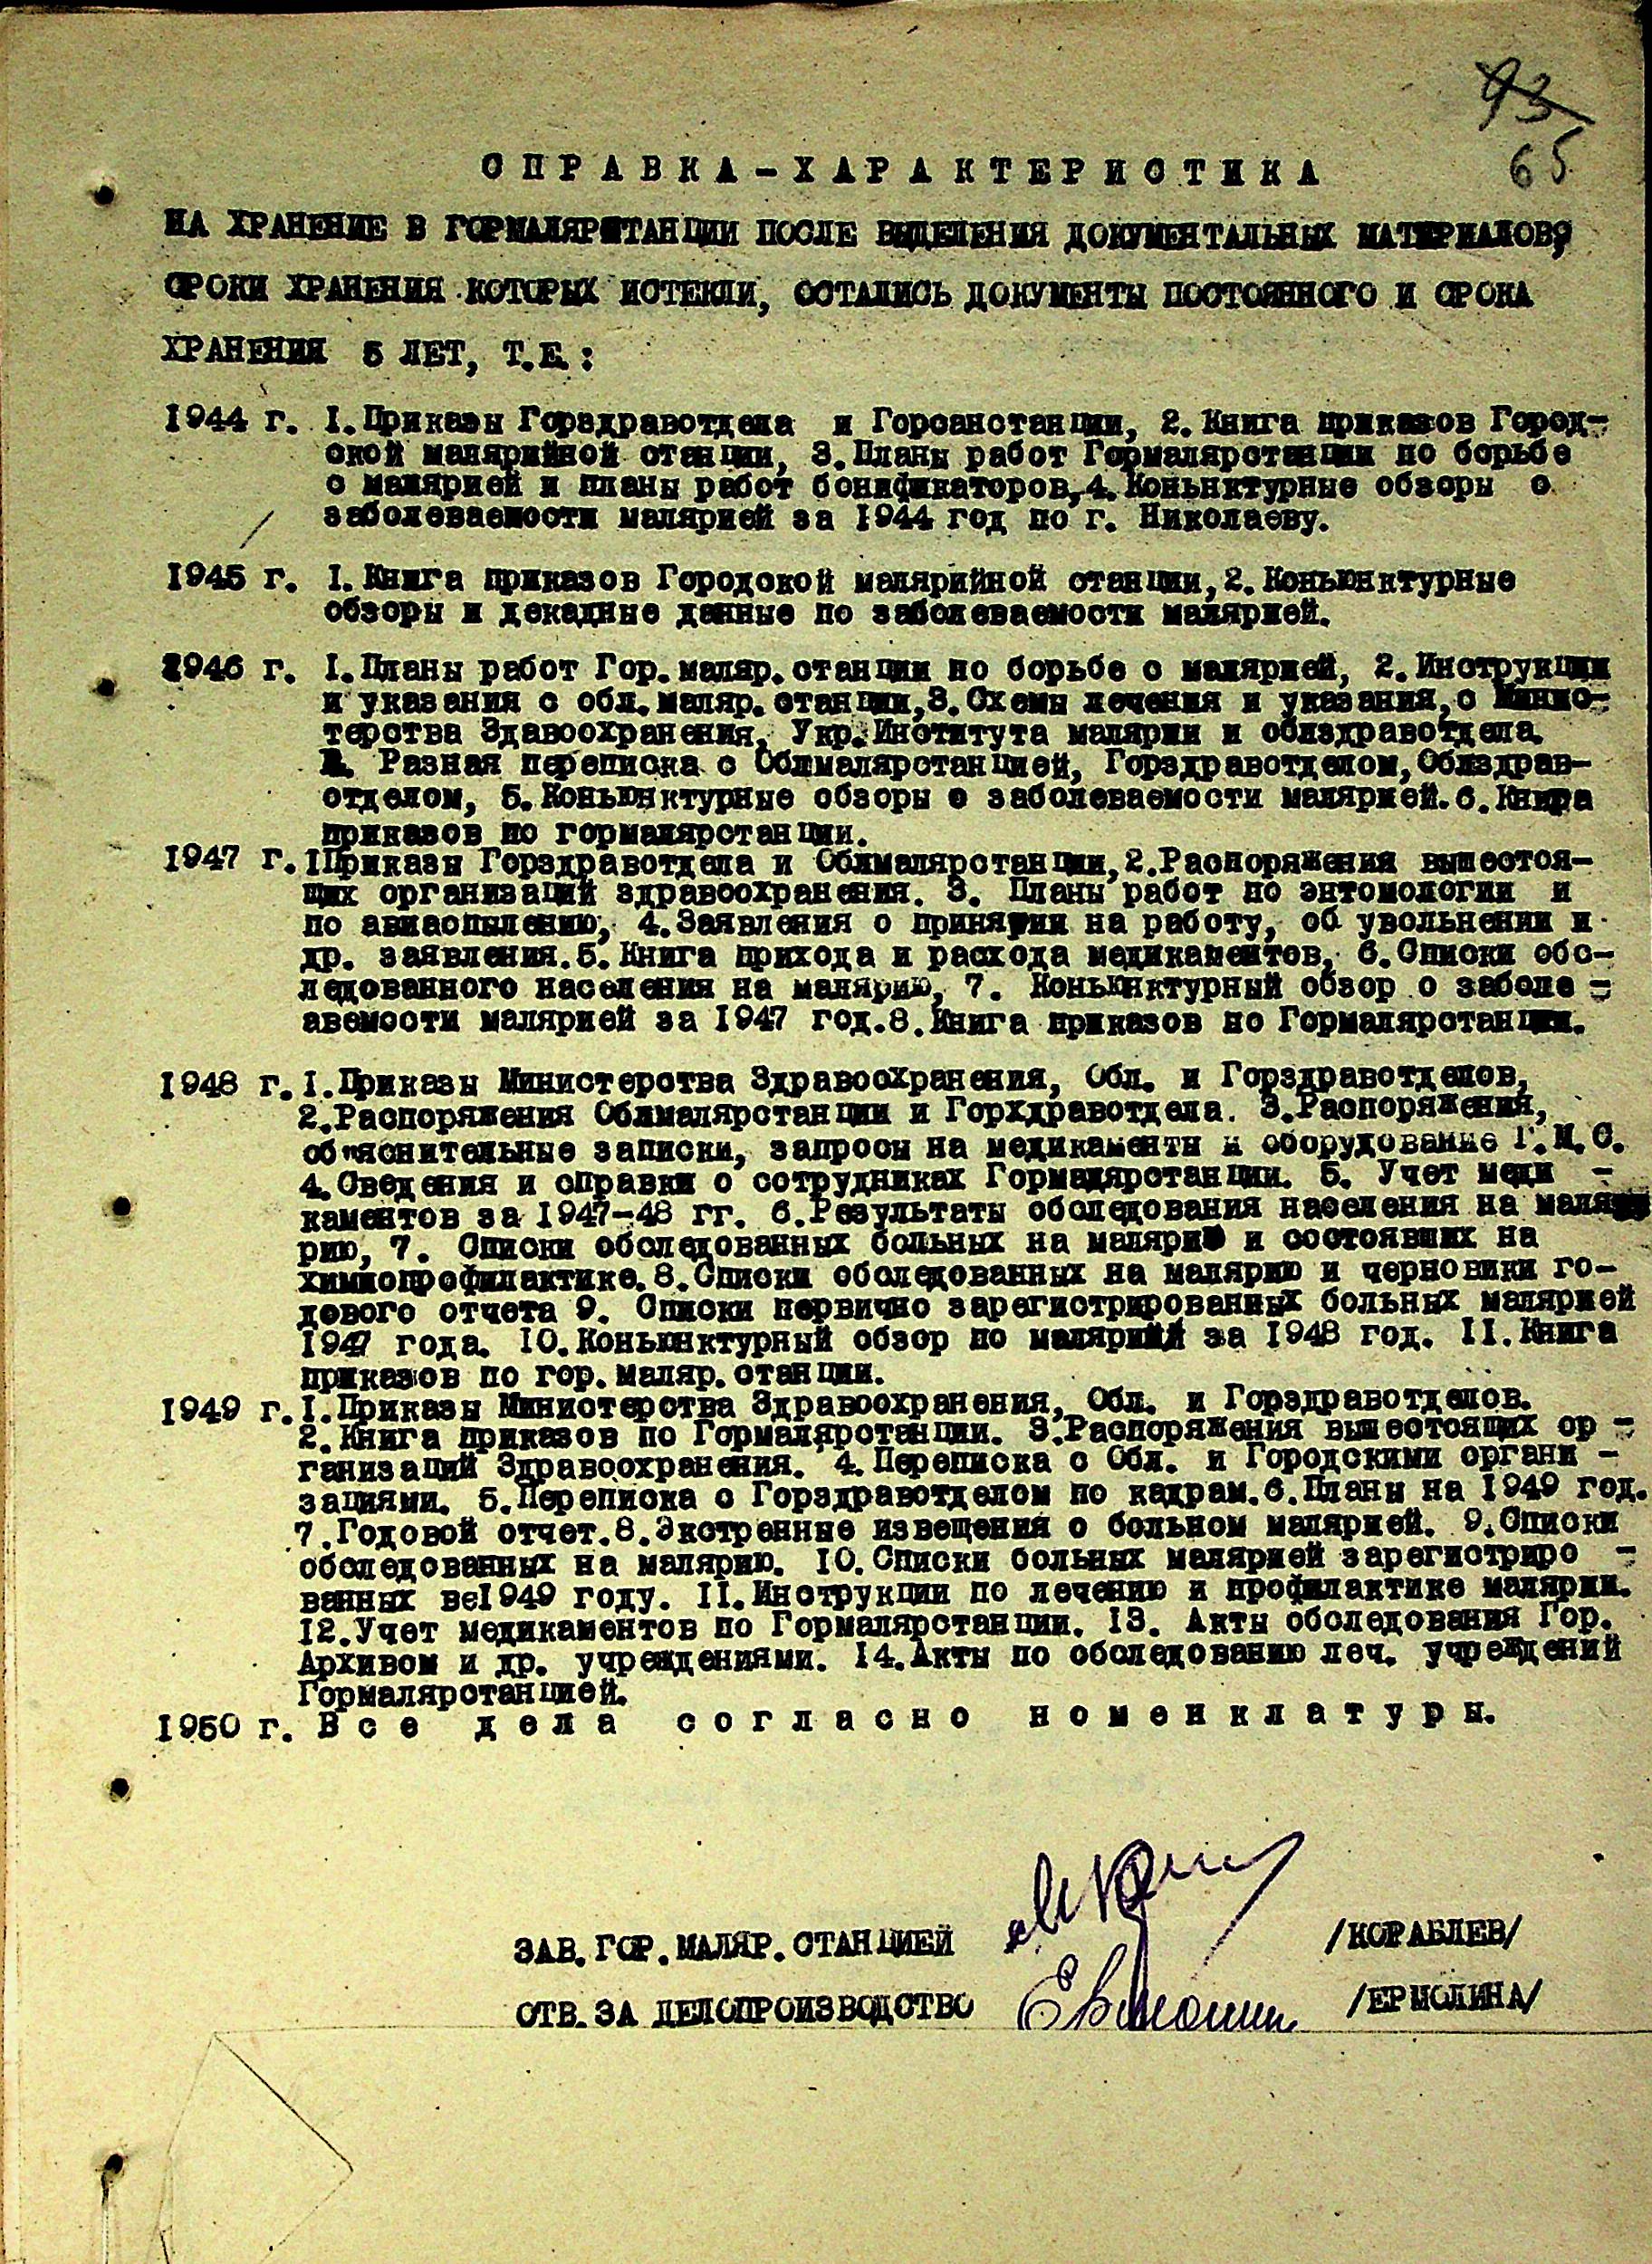 93
65
СПРАВКА-ХАРАКТЕРИСТИКА
НА ХРАНЕНИЕ В ГОРМАЛЯРСТАНЦИИ ПОСЛЕ ВЫДЕЛЕНИЯ ДОКУМЕНТАЛЬНЫХ МАТЕРИАЛОВ,
СРОКИ ХРАНЕНИЯ КОТОРЫХ ИСТЕКЛИ, ОСТАЛИСЬ ДОКУМЕНТЫ ПОСТОЯННОГО И СРОКА
ХРАНЕНИЯ 5 ЛЕТ, Т.Е.:
1944 г. I.Приказы Горздравотдела и Горсанстанции, 2.Книга приказов Город-
ской малярийной станции, 3.Планы работ Гормалярстанции по борьбе
с малярией и планы работ бонификаторов,4.Коньюнктурные обзоры о
заболеваемости малярией за 1944 год по г. Николаеву.
1945 г. I.Книга приказов Городской малярийной станции,2.Коньюнктурные
обзоры и декадные данные по заболеваемости малярией.
1946 г. I.Планы работ Гор.маляр.станции по борьбе с малярией, 2.Инструкции
и указания с обл.маляр.станции,3.Схемы лечения и указания,с Минис-
терства Здавоохранения, Укр.Института малярии и облздравотдела.
4. Разная переписка с Облмалярстанцией, Горздравотделом,Облздрав-
отделом, 5.Коньюнктурные обзоры о заболеваемости малярией.6.Книга
приказов по гормалярстанции.
1947 г.IПриказы Горздравотдела и Облмалярстанции,2.Распоряжения вышестоя-
щих организаций здравоохранения. 3. Планы работ по энтомологии и
по авиаопылению, 4.Заявления о принятии на работу, об увольнении и
др. заявления.5.Книга прихода и расхода медикаментов, 6.Списки обс-
ледованного населения на малярию, 7. Коньюнктурный обзор о заболе -
аемости малярией за 1947 год.8.Книга приказов по Гормалярстанции.
1948 г.I.Приказы Министерства Здравоохранения, Обл. и Горздравотделов,
2.Распоряжения Облмалярстанции и Горхдравотдела. 3.Распоряжения,
об"яснительные записки, запросы на медикаменты и оборудование Г.М.С.
4.Сведения и справки о сотрудниках Гормалярстанции. 5. Учет меди -
каментов за 1947-48 гг. 6.Результаты обследования населения на маля
рию, 7. Списки обследованных больных на малярию и состоявших на
химиопрофилактике.8.Списки обследованных на малярию и черновики го-
дового отчета 9. Списки первично зарегистрированных больных малярией
1947 года. 10.Коньюнктурный обзор по малярии за 1948 год. II.Книга
приказов по гор.маляр.станции.
1949 г.I.Приказы Министерства Здравоохранения, Обл. и Горздравотделов.
2.Книга приказов по Гормалярстанции. 3.Распоряжения вышестоящих ор -
ганизаций Здравоохранения. 4.Переписка с Обл. и Городскими органи -
зациями. 5.Переписка с Горздравотделом по кадрам.6.Планы на 1949 год.
7.Годовой отчет.8.Экстренные извещения о больном малярией. 9.Списки
обследованных на малярию. 10.Списки больных малярией зарегистриро -
ванных ве1949 году. II.Инструкции по лечению и профилактике малярии.
12.Учет медикаментов по Гормалярстанции. 13. Акты обследования Гор.
Архивом и др. учреждениями. 14.Акты по обследованию леч. учреждений
Гормалярстанцией.
1950 г. Все дела согласно номенклатуры.
ЗАВ.ГОР.МАЛЯР.СТАНЦИЕЙ /КОРАБЛЕВ/
ОТВ.ЗА ДЕЛОПРОИЗВОДСТВО /ЕРМОЛИНА/